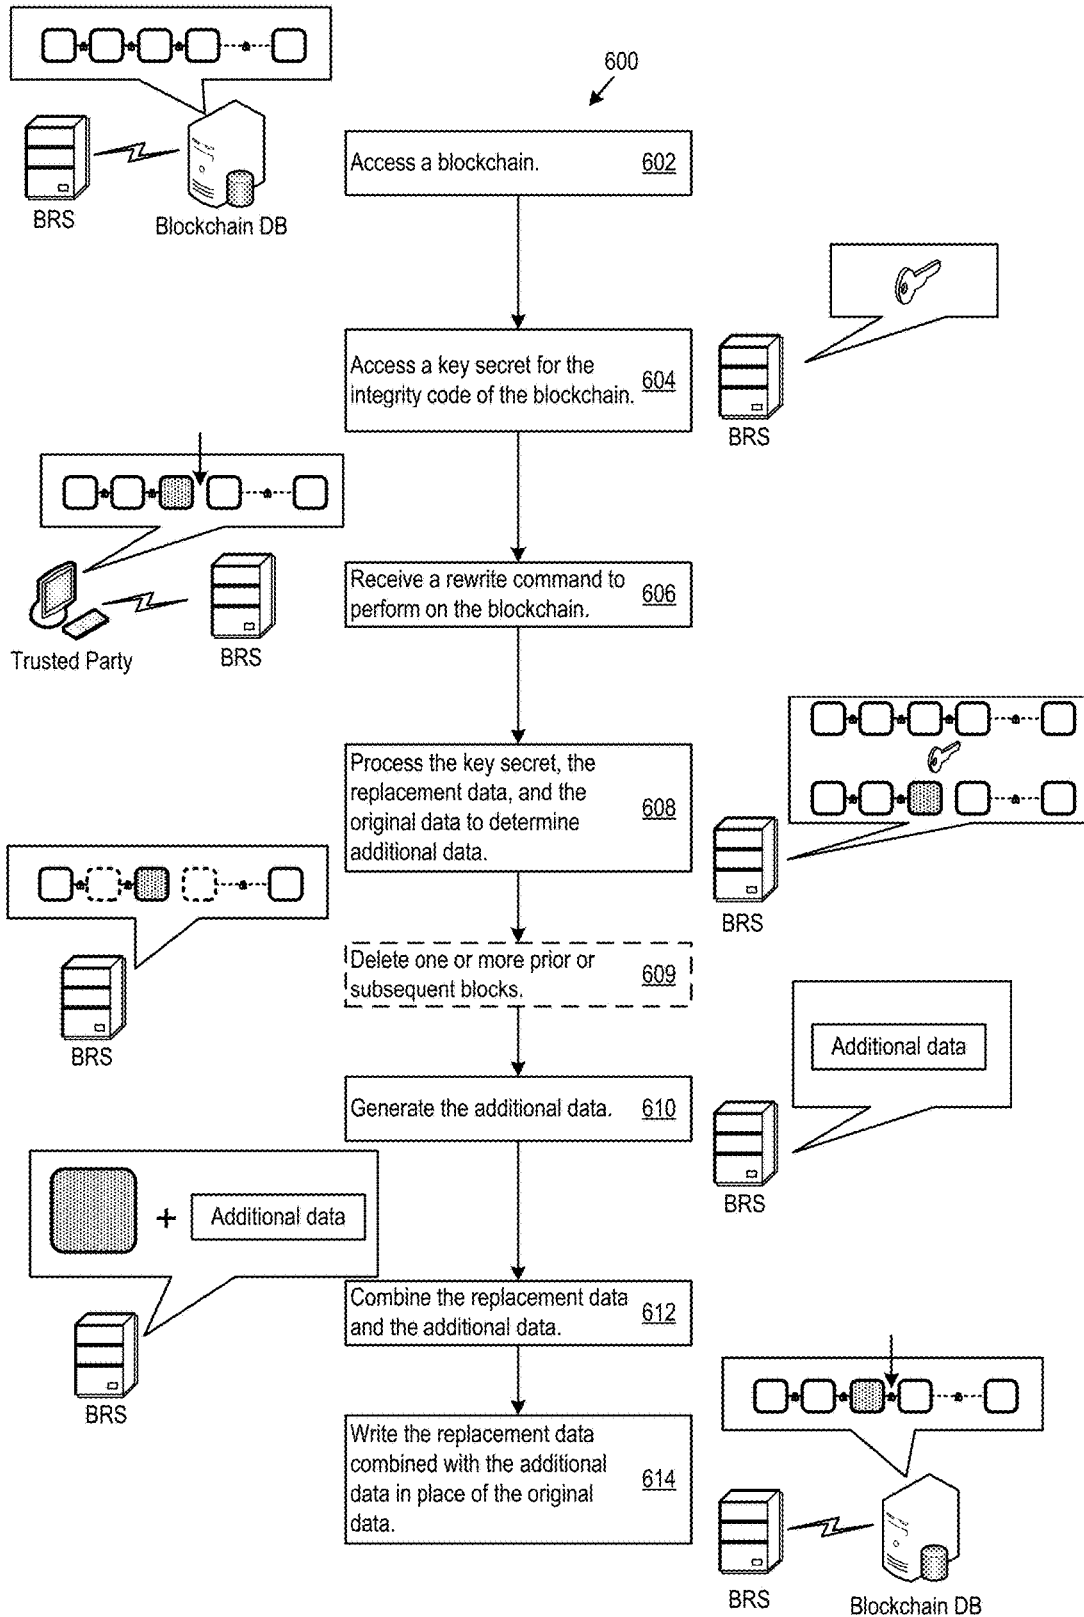 600
Access a blockchain. 602
BRS
Blockchain DB
Access a key secret for the
integrity code of the blockchain. 604
BRS
Receive a rewrite command to
perform on the blockchain. 606
Trusted Party
BRS
Process the key secret, the
replacement data, and the
original data to determine
additional data. 608
BRS
Delete one or more prior or
subsequent blocks. 609
BRS
Additional data
Generate the additional data. 610
BRS
+ Additional data
Combine the replacement data
and the additional data. 612
BRS
Write the replacement data
combined with the additional
data in place of the original
data. 614
BRS
Blockchain DB